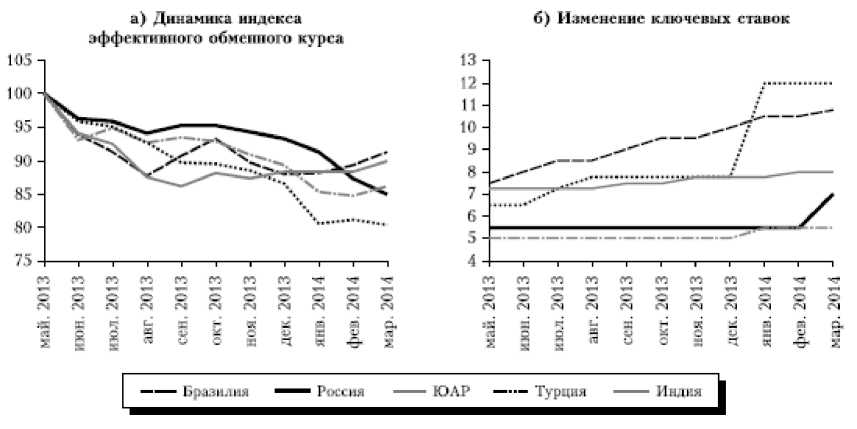 а) Динамика индекса
эффективного обменного курса
105
100
95
90
85
80
75
май. 2013
июн. 2013
июл. 2013
авг. 2013
сен. 2013
окт. 2013
ноя. 2013
дек. 2013
янв. 2014
фев. 2014
мар. 2014
б) Изменение ключевых ставок
13
12
11
10
9
8
7
6
5
4
май. 2013
июн. 2013
июл. 2013
авг. 2013
сен. 2013
окт. 2013
ноя. 2013
дек. 2013
янв. 2014
фев. 2014
мар. 2014
Бразилия Россия ЮАР Турция Индия